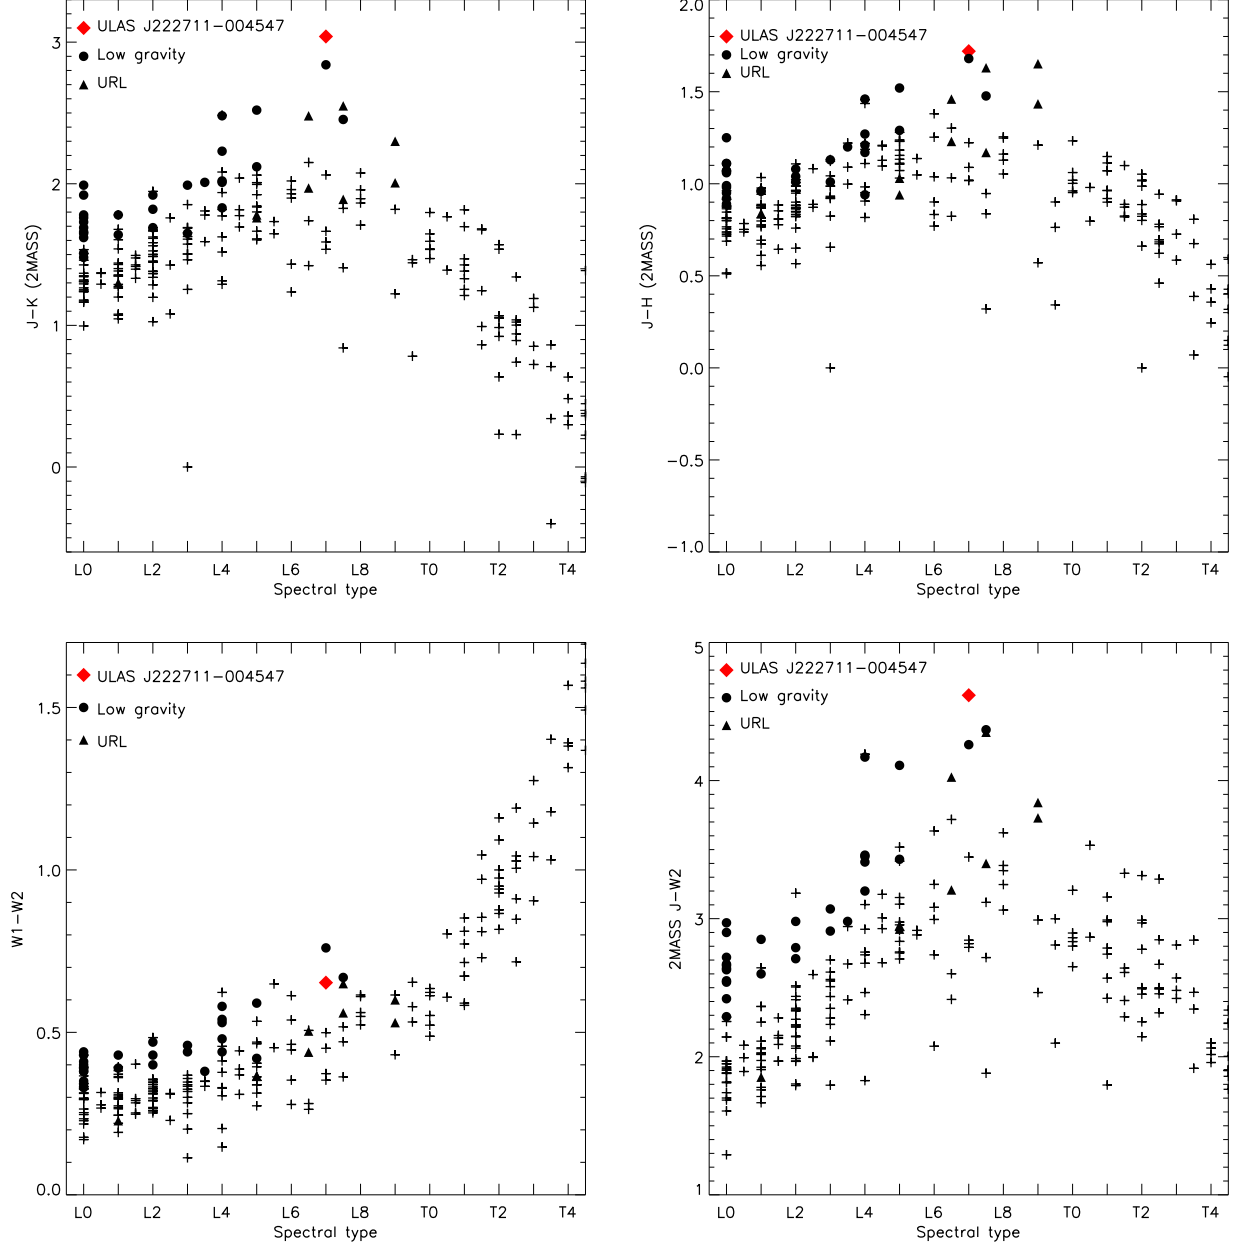 ULAS J222711−004547
Low gravity
URL
3
2
1
0
J−K (2MASS)
L0 L2 L4 L6 L8 T0 T2 T4
Spectral type
2.0
ULAS J222711−004547
Low gravity
URL
1.5
1.0
0.5
0.0
−0.5
−1.0
J−H (2MASS)
L0 L2 L4 L6 L8 T0 T2 T4
Spectral type
ULAS J222711−004547
Low gravity
URL
1.5
1.0
0.5
0.0
W1−W2
L0 L2 L4 L6 L8 T0 T2 T4
Spectral type
5
ULAS J222711−004547
Low gravity
URL
4
3
2
1
2MASS J−W2
L0 L2 L4 L6 L8 T0 T2 T4
Spectral type